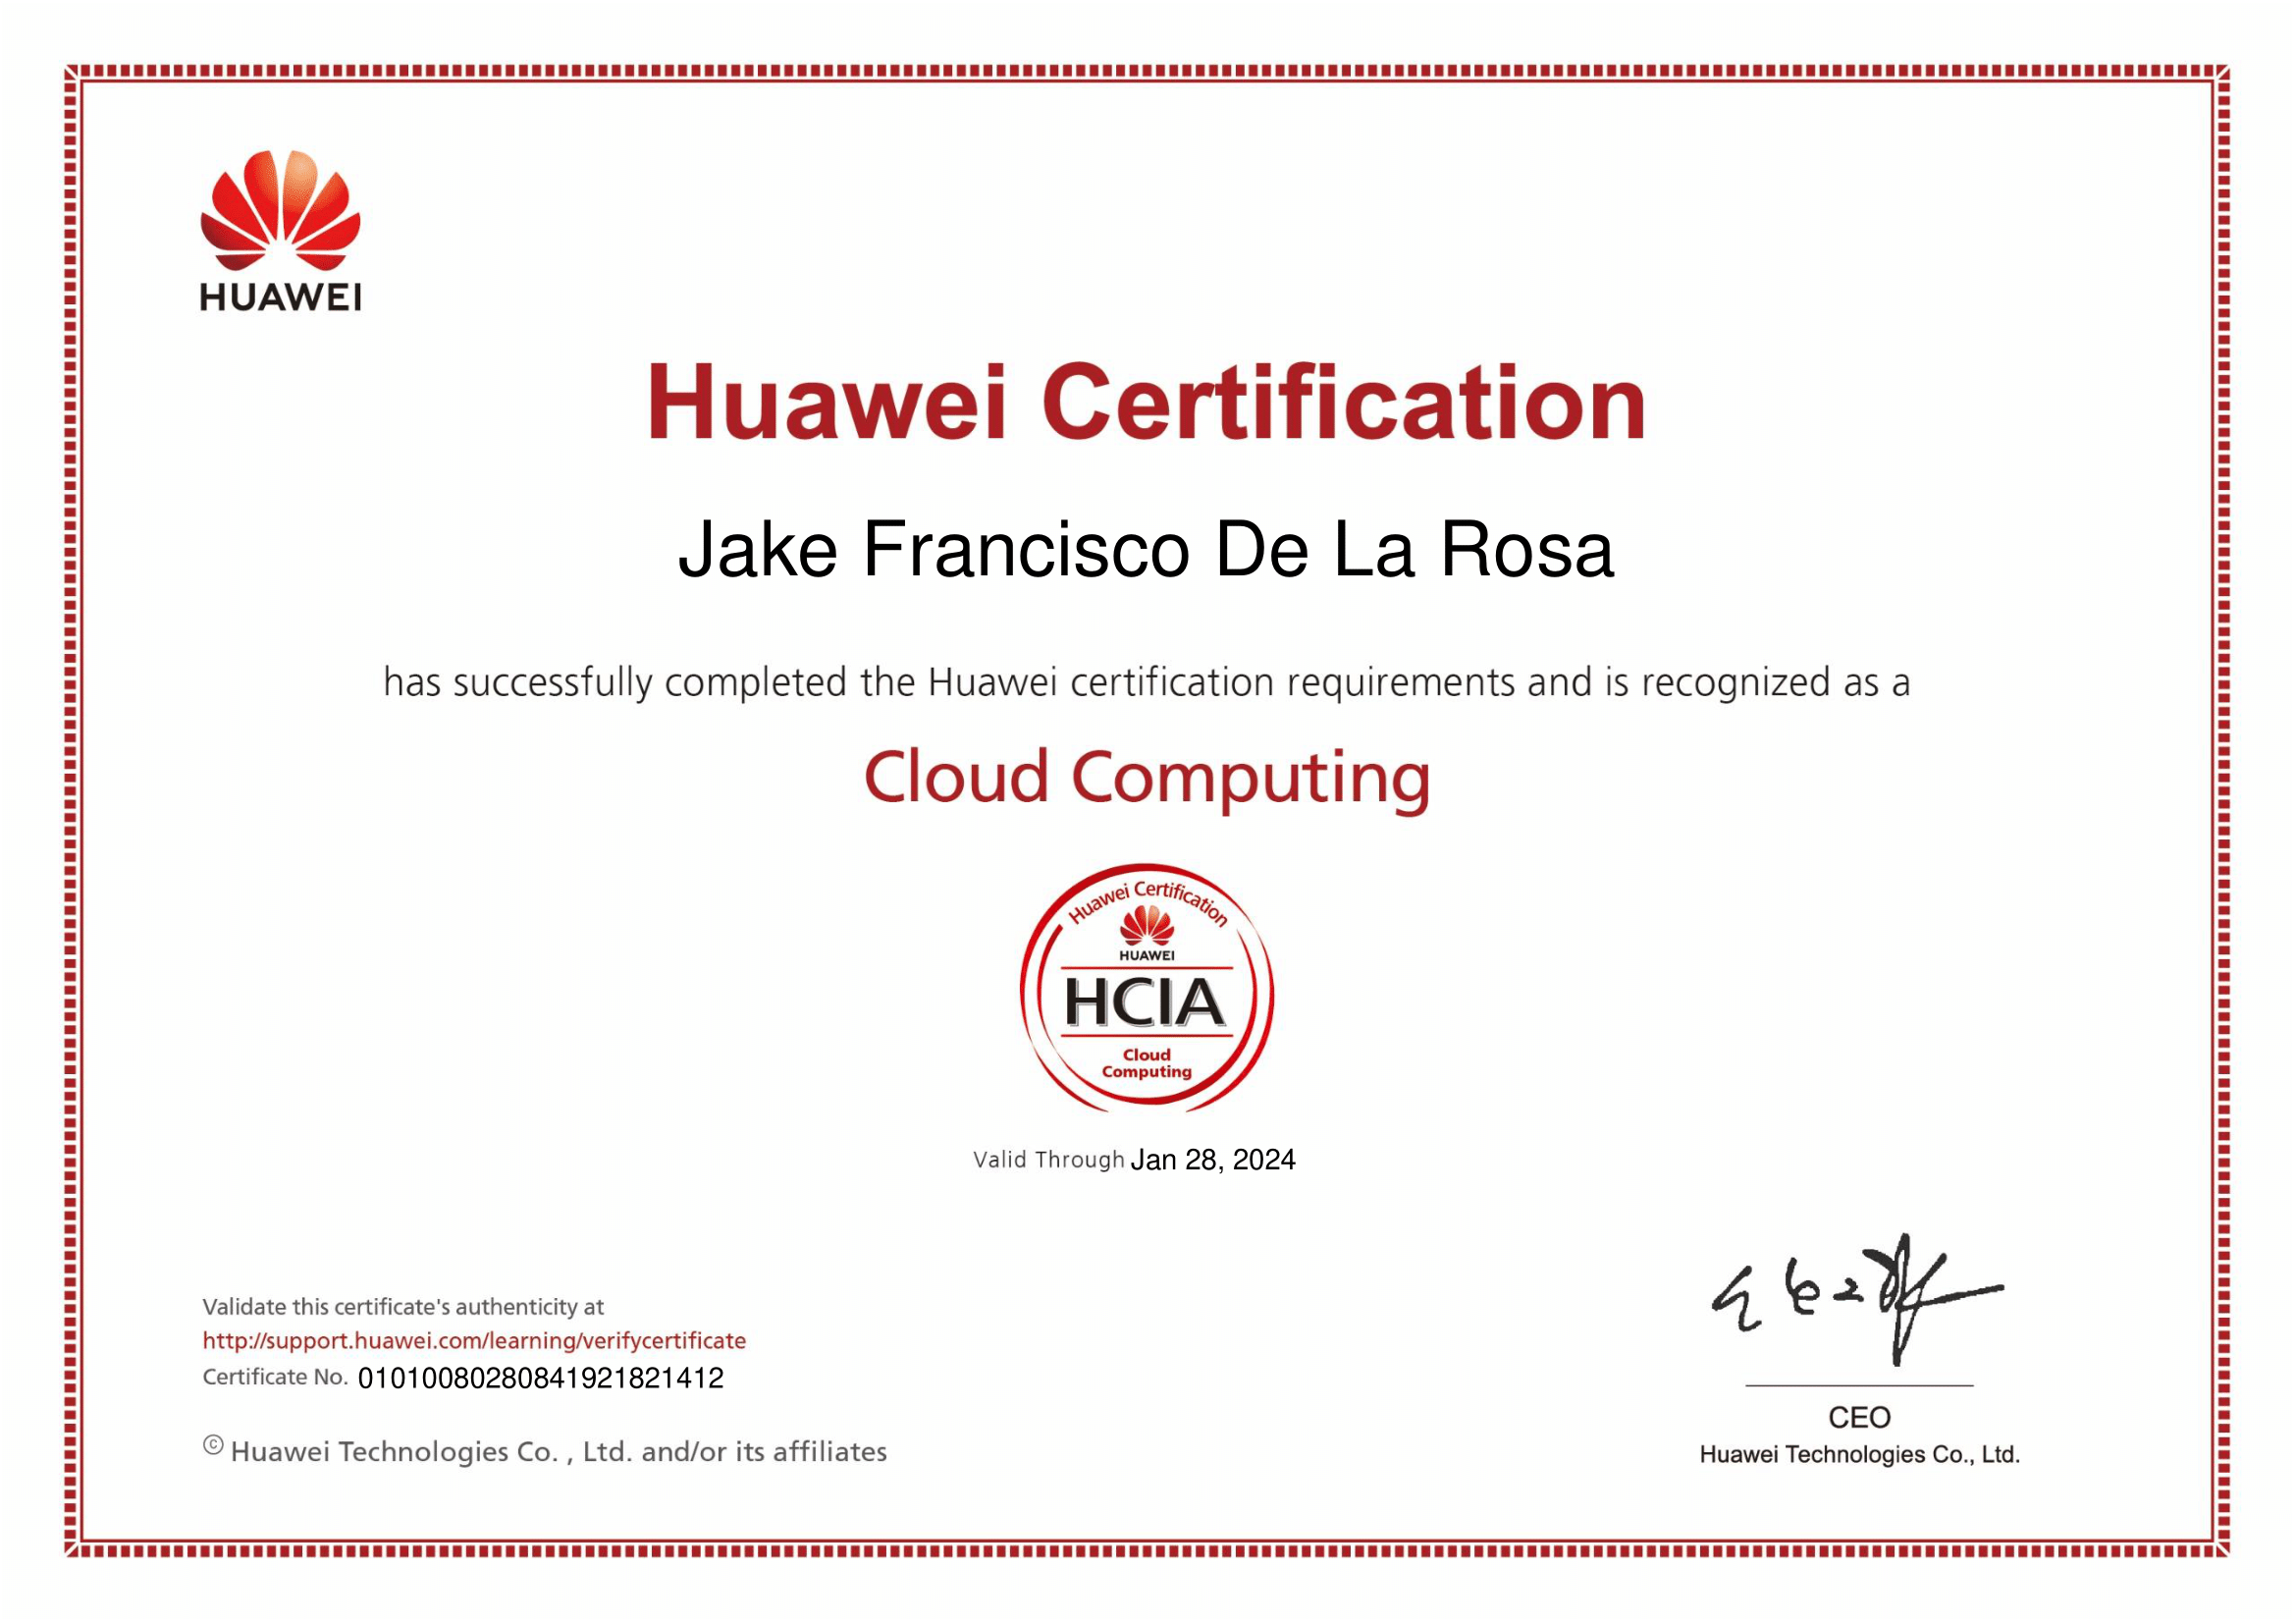 HUAWEI
Huawei Certification
Jake Francisco De La Rosa
has successfully completed the Huawei certification requirements and is recognized as a
Cloud Computing
Huawei Certification
HUAWEI
HCIA
Cloud
Computing
Valid Through Jan 28, 2024
Validate this certificate's authenticity at
http://support.huawei.com/learning/verifycertificate
Certificate No. 01010080280841921821412
© Huawei Technologies Co. , Ltd. and/or its affiliates
CEO
Huawei Technologies Co., Ltd.